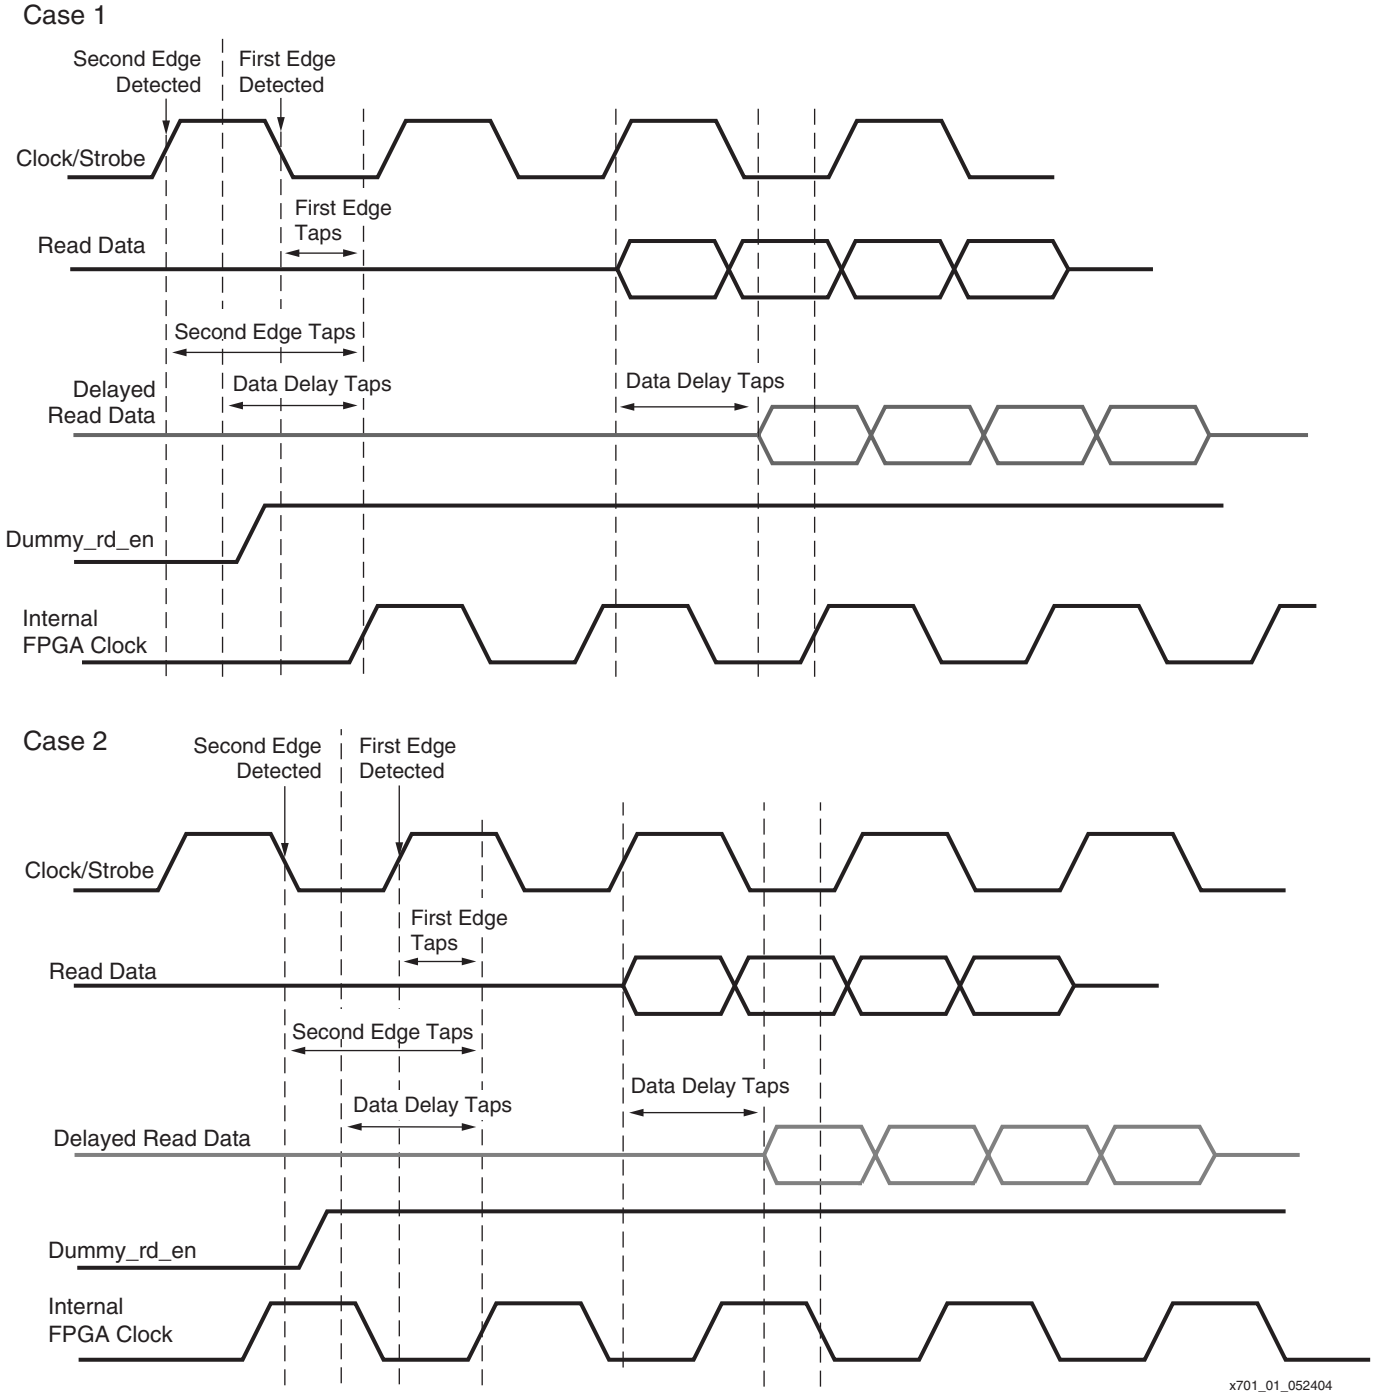 Case 1
Second Edge
Detected
First Edge
Detected
Clock/Strobe
First Edge
Taps
Read Data
Second Edge Taps
Data Delay Taps
Data Delay Taps
Delayed
Read Data
Dummy_rd_en
Internal
FPGA Clock
Case 2
Second Edge
Detected
First Edge
Detected
Clock/Strobe
First Edge
Taps
Read Data
Second Edge Taps
Data Delay Taps
Data Delay Taps
Delayed Read Data
Dummy_rd_en
Internal
FPGA Clock
x701_01_052404